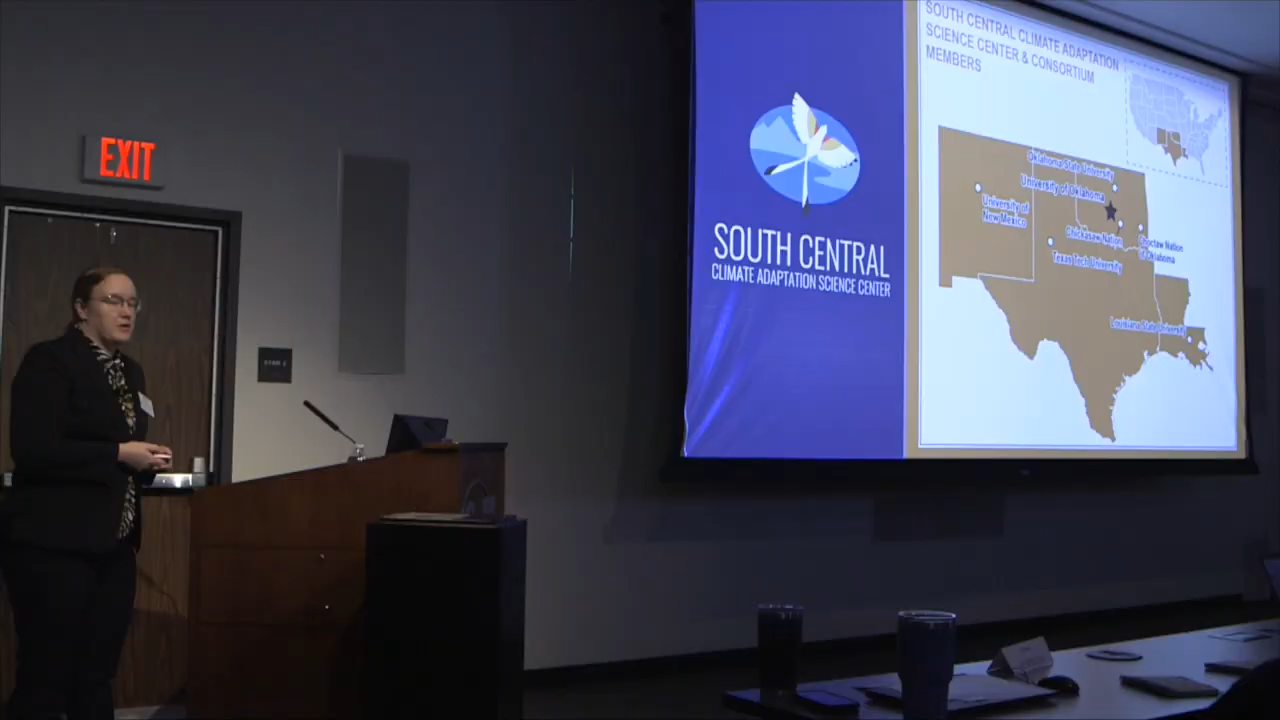 EXIT
SOUTH CENTRAL
CLIMATE ADAPTATION SCIENCE CENTER
SOUTH CENTRAL CLIMATE ADAPTATION
SCIENCE CENTER & CONSORTIUM
MEMBERS
Oklahoma State University
University of Oklahoma
University of
New Mexico
Chickasaw Nation
Choctaw Nation
of Oklahoma
Texas Tech University
Louisiana State University